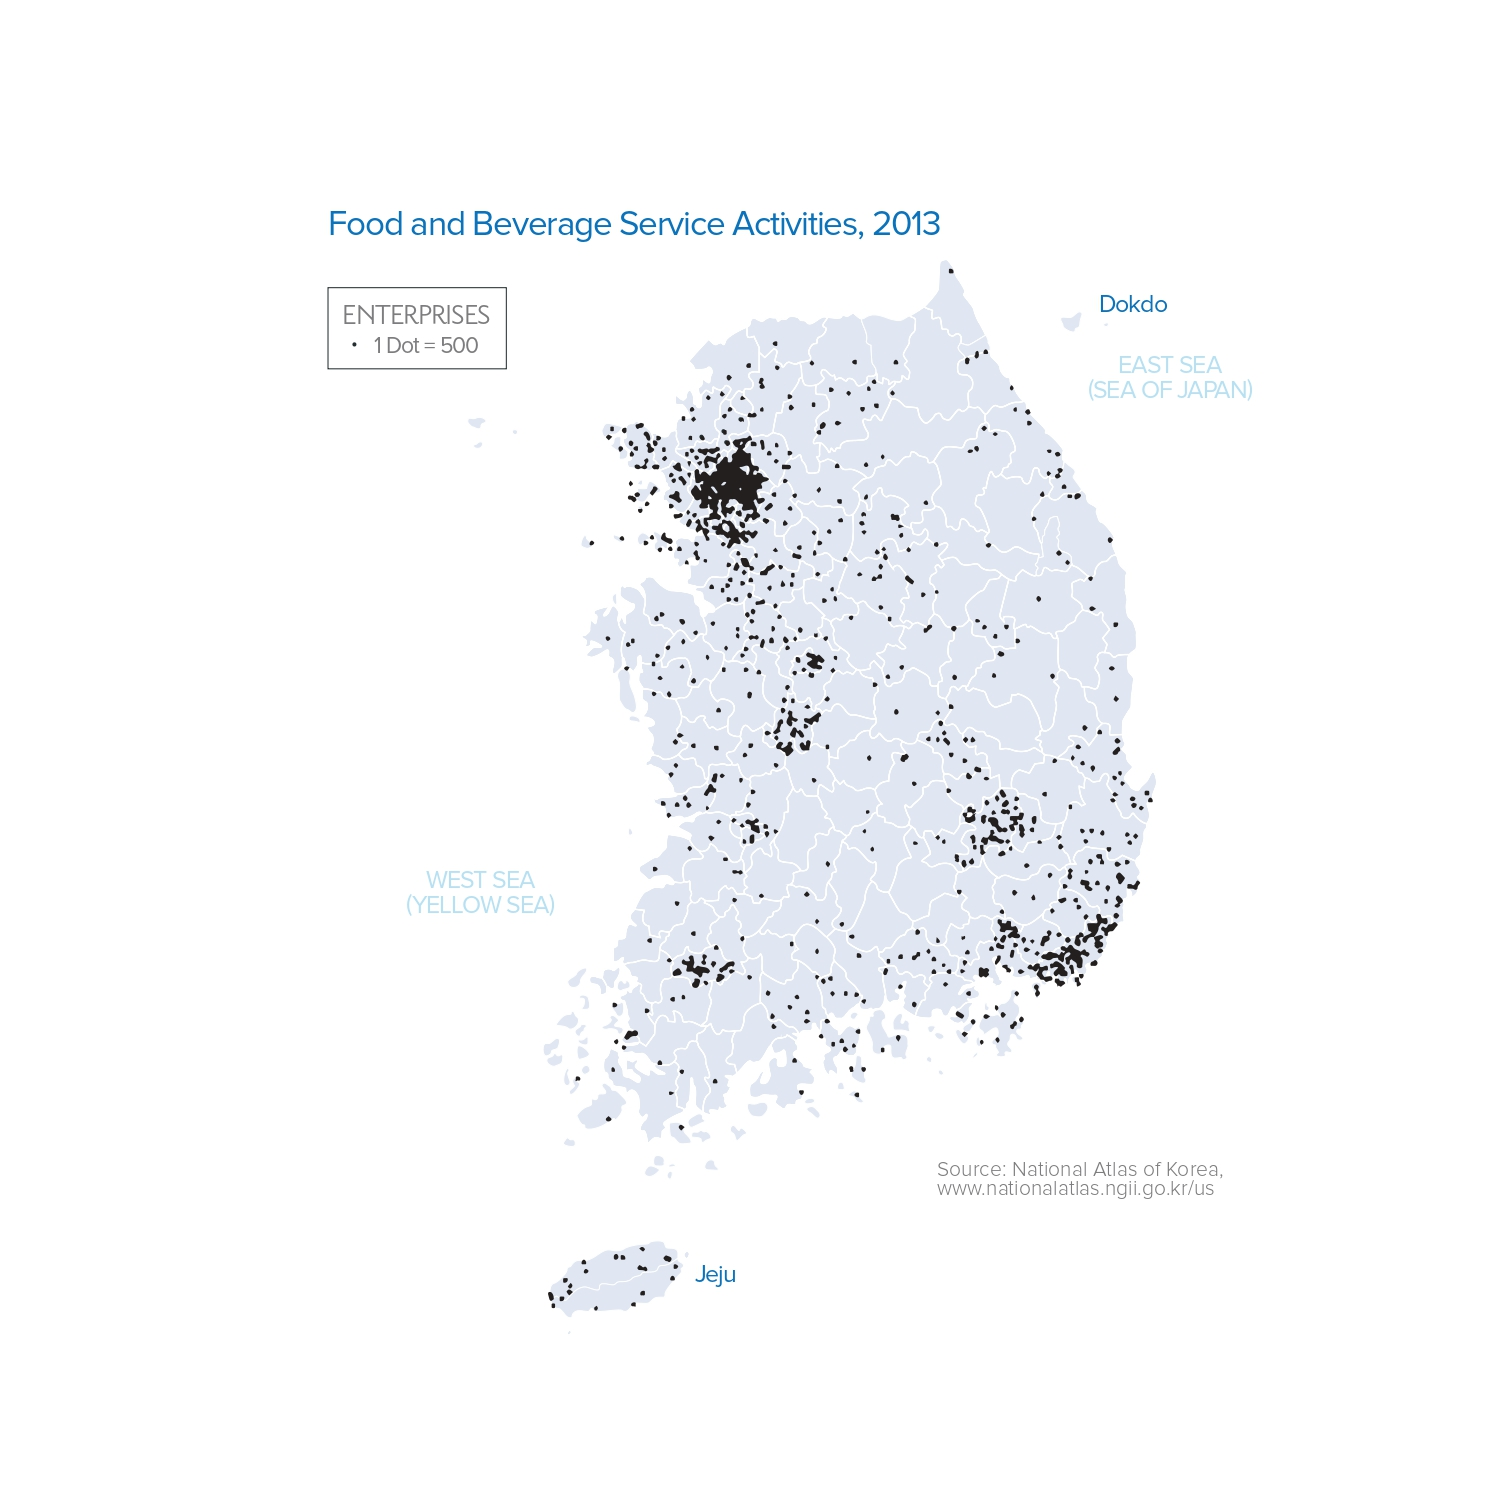 Food and Beverage Service Activities, 2013
ENTERPRISES
1 Dot = 500
Dokdo
EAST SEA
(SEA OF JAPAN)
WEST SEA
(YELLOW SEA)
Source: National Atlas of Korea,
www.nationalatlas.ngii.go.kr/us
Jeju